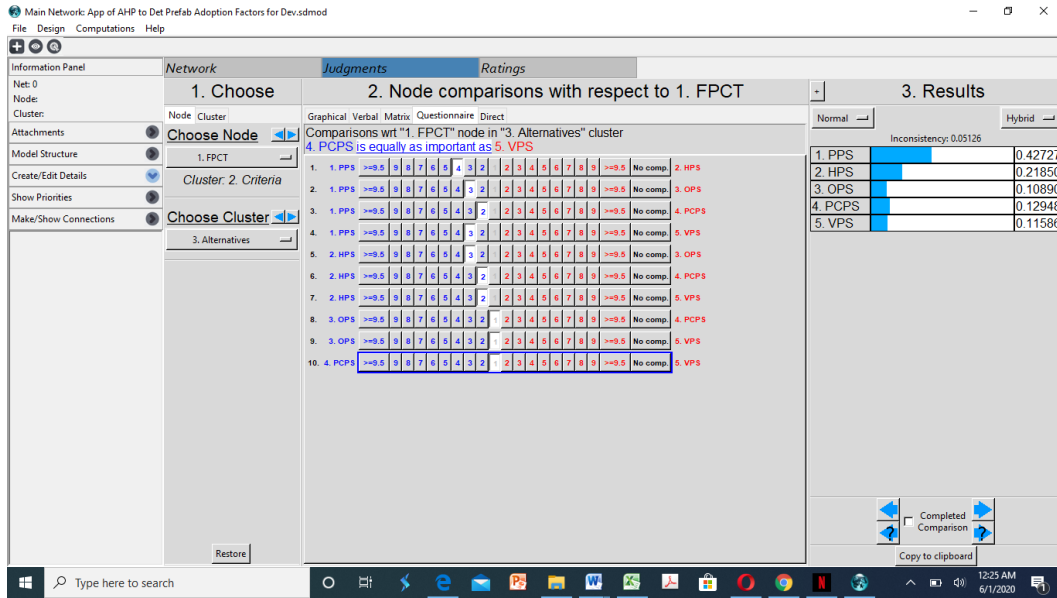 Main Network: App of AHP to Det Prefab Adoption Factors for Dev.sdmod
File Design Computations Help
Information Panel
Net: 0
Node:
Cluster:
Attachments
Model Structure
Create/Edit Details
Show Priorities
Make/Show Connections
Network Judgments Ratings
1. Choose
Node Cluster
Choose Node
1. FPCT
Cluster: 2. Criteria
Choose Cluster
3. Alternatives
Restore
2. Node comparisons with respect to 1. FPCT
Graphical Verbal Matrix Questionnaire Direct
Comparisons wrt "1. FPCT" node in "3. Alternatives" cluster
4. PCPS is equally as important as 5. VPS
1. 1. PPS >=9.5 9 8 7 6 5 4 3 2 1 2 3 4 5 6 7 8 9 >=9.5 No comp. 2. HPS
2. 1. PPS >=9.5 9 8 7 6 5 4 3 2 1 2 3 4 5 6 7 8 9 >=9.5 No comp. 3. OPS
3. 1. PPS >=9.5 9 8 7 6 5 4 3 2 1 2 3 4 5 6 7 8 9 >=9.5 No comp. 4. PCPS
4. 1. PPS >=9.5 9 8 7 6 5 4 3 2 1 2 3 4 5 6 7 8 9 >=9.5 No comp. 5. VPS
5. 2. HPS >=9.5 9 8 7 6 5 4 3 2 1 2 3 4 5 6 7 8 9 >=9.5 No comp. 3. OPS
6. 2. HPS >=9.5 9 8 7 6 5 4 3 2 1 2 3 4 5 6 7 8 9 >=9.5 No comp. 4. PCPS
7. 2. HPS >=9.5 9 8 7 6 5 4 3 2 1 2 3 4 5 6 7 8 9 >=9.5 No comp. 5. VPS
8. 3. OPS >=9.5 9 8 7 6 5 4 3 2 1 2 3 4 5 6 7 8 9 >=9.5 No comp. 4. PCPS
9. 3. OPS >=9.5 9 8 7 6 5 4 3 2 1 2 3 4 5 6 7 8 9 >=9.5 No comp. 5. VPS
10. 4. PCPS >=9.5 9 8 7 6 5 4 3 2 1 2 3 4 5 6 7 8 9 >=9.5 No comp. 5. VPS
+ 3. Results
Normal Hybrid
Inconsistency: 0.05126
1. PPS 0.42727
2. HPS 0.21850
3. OPS 0.10890
4. PCPS 0.12948
5. VPS 0.11586
Completed
Comparison
Copy to clipboard
Type here to search
12:25 AM
6/1/2020